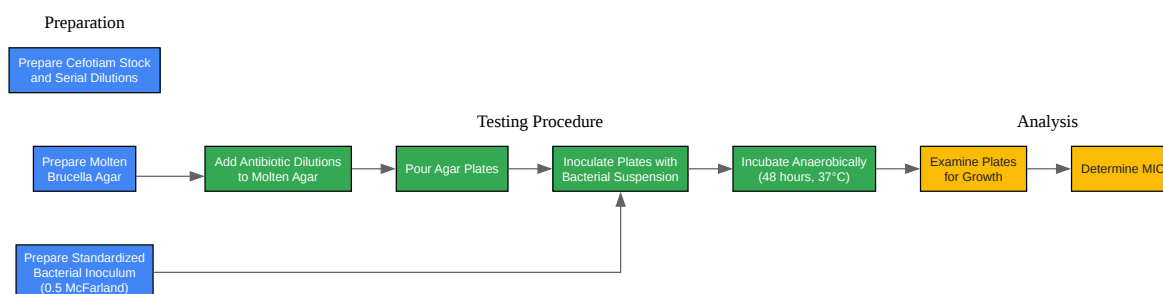 Preparation
Prepare Cefotiam Stock
and Serial Dilutions
Testing Procedure
Analysis
Prepare Molten
Brucella Agar
Add Antibiotic Dilutions
to Molten Agar
Pour Agar Plates
Inoculate Plates with
Bacterial Suspension
Incubate Anaerobically
(48 hours, 37°C)
Examine Plates
for Growth
Determine MIC
Prepare Standardized
Bacterial Inoculum
(0.5 McFarland)